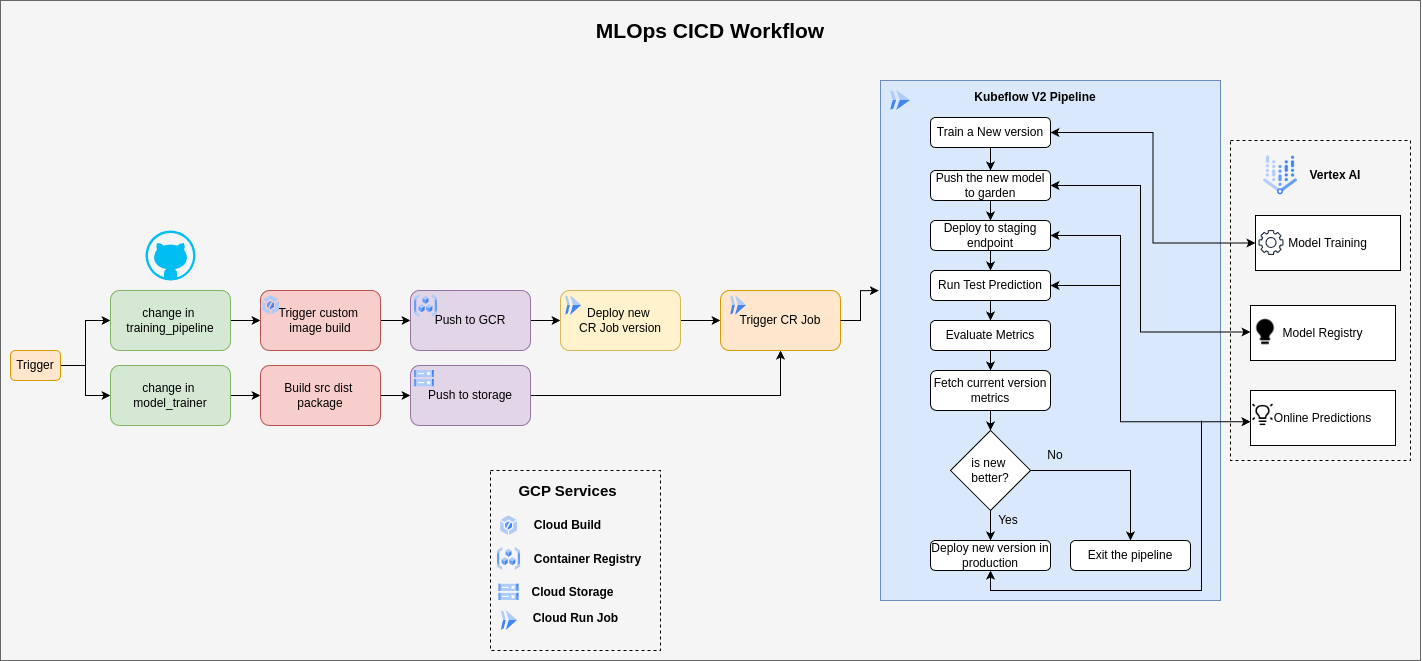 MLOps CICD Workflow
Trigger
change in
training_pipeline
Trigger custom
image build
Push to GCR
Deploy new
CR Job version
Trigger CR Job
change in
model_trainer
Build src dist
package
Push to storage
GCP Services
Cloud Build
Container Registry
Cloud Storage
Cloud Run Job
Kubeflow V2 Pipeline
Train a New version
Push the new model
to garden
Deploy to staging
endpoint
Run Test Prediction
Evaluate Metrics
Fetch current version
metrics
is new
better?
No
Yes
Deploy new version in
production
Exit the pipeline
Vertex AI
Model Training
Model Registry
Online Predictions